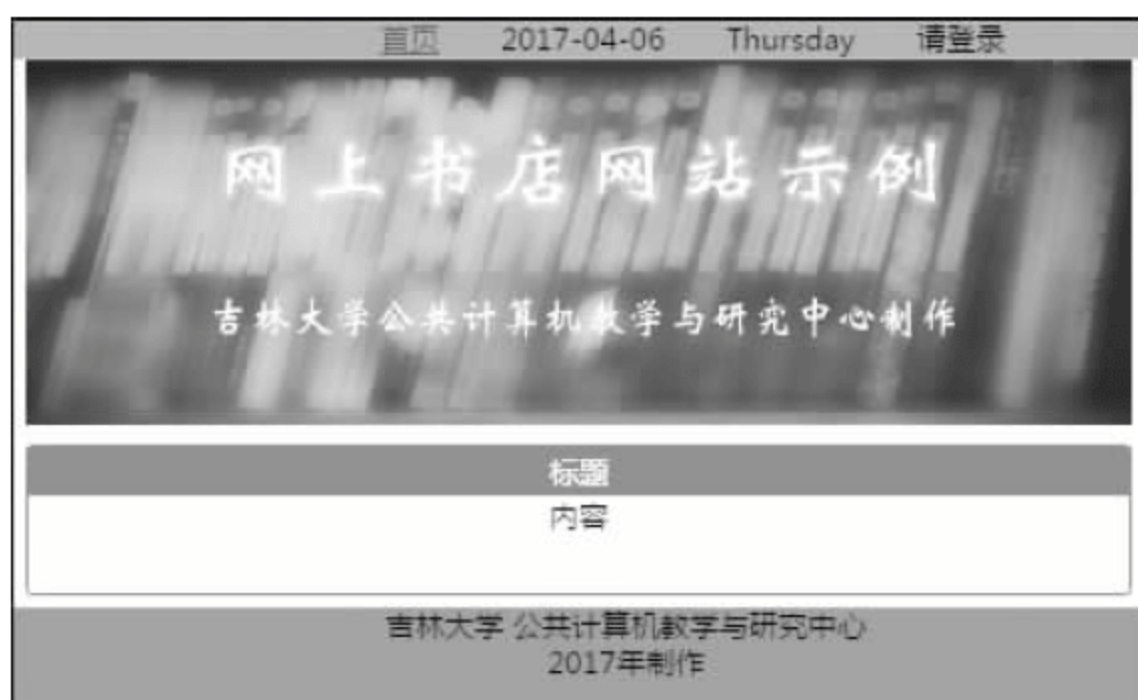 首页 2017-04-06 Thursday 请登录
网上书店网站示例
吉林大学公共计算机教学与研究中心制作
标题
内容
吉林大学 公共计算机教学与研究中心
2017年制作